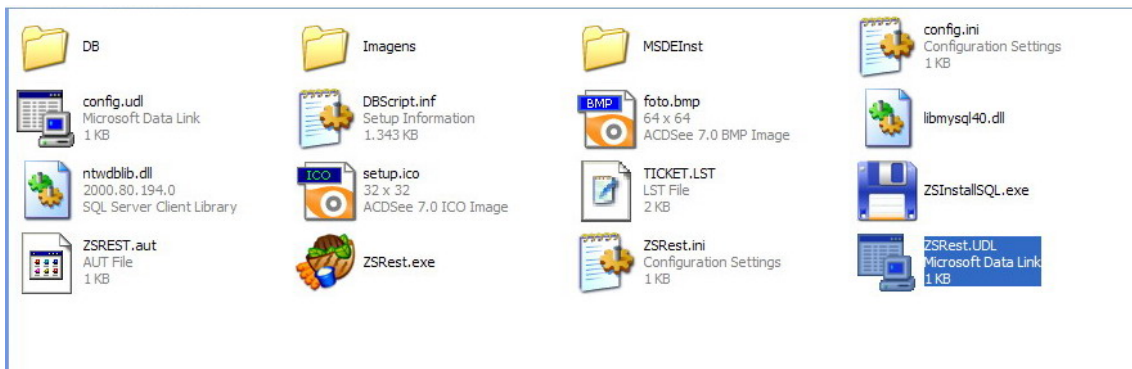 DB
Imagens
MSDEInst
config.ini
Configuration Settings
1 KB
config.udl
Microsoft Data Link
1 KB
DBScript.inf
Setup Information
1.343 KB
BMP
foto.bmp
64 x 64
ACDSee 7.0 BMP Image
libmysql40.dll
ntwdblib.dll
2000.80.194.0
SQL Server Client Library
ICO
setup.ico
32 x 32
ACDSee 7.0 ICO Image
TICKET.LST
LST File
2 KB
ZSInstallSQL.exe
ZSREST.aut
AUT File
1 KB
ZSRest.exe
ZSRest.ini
Configuration Settings
1 KB
ZSRest.UDL
Microsoft Data Link
1 KB